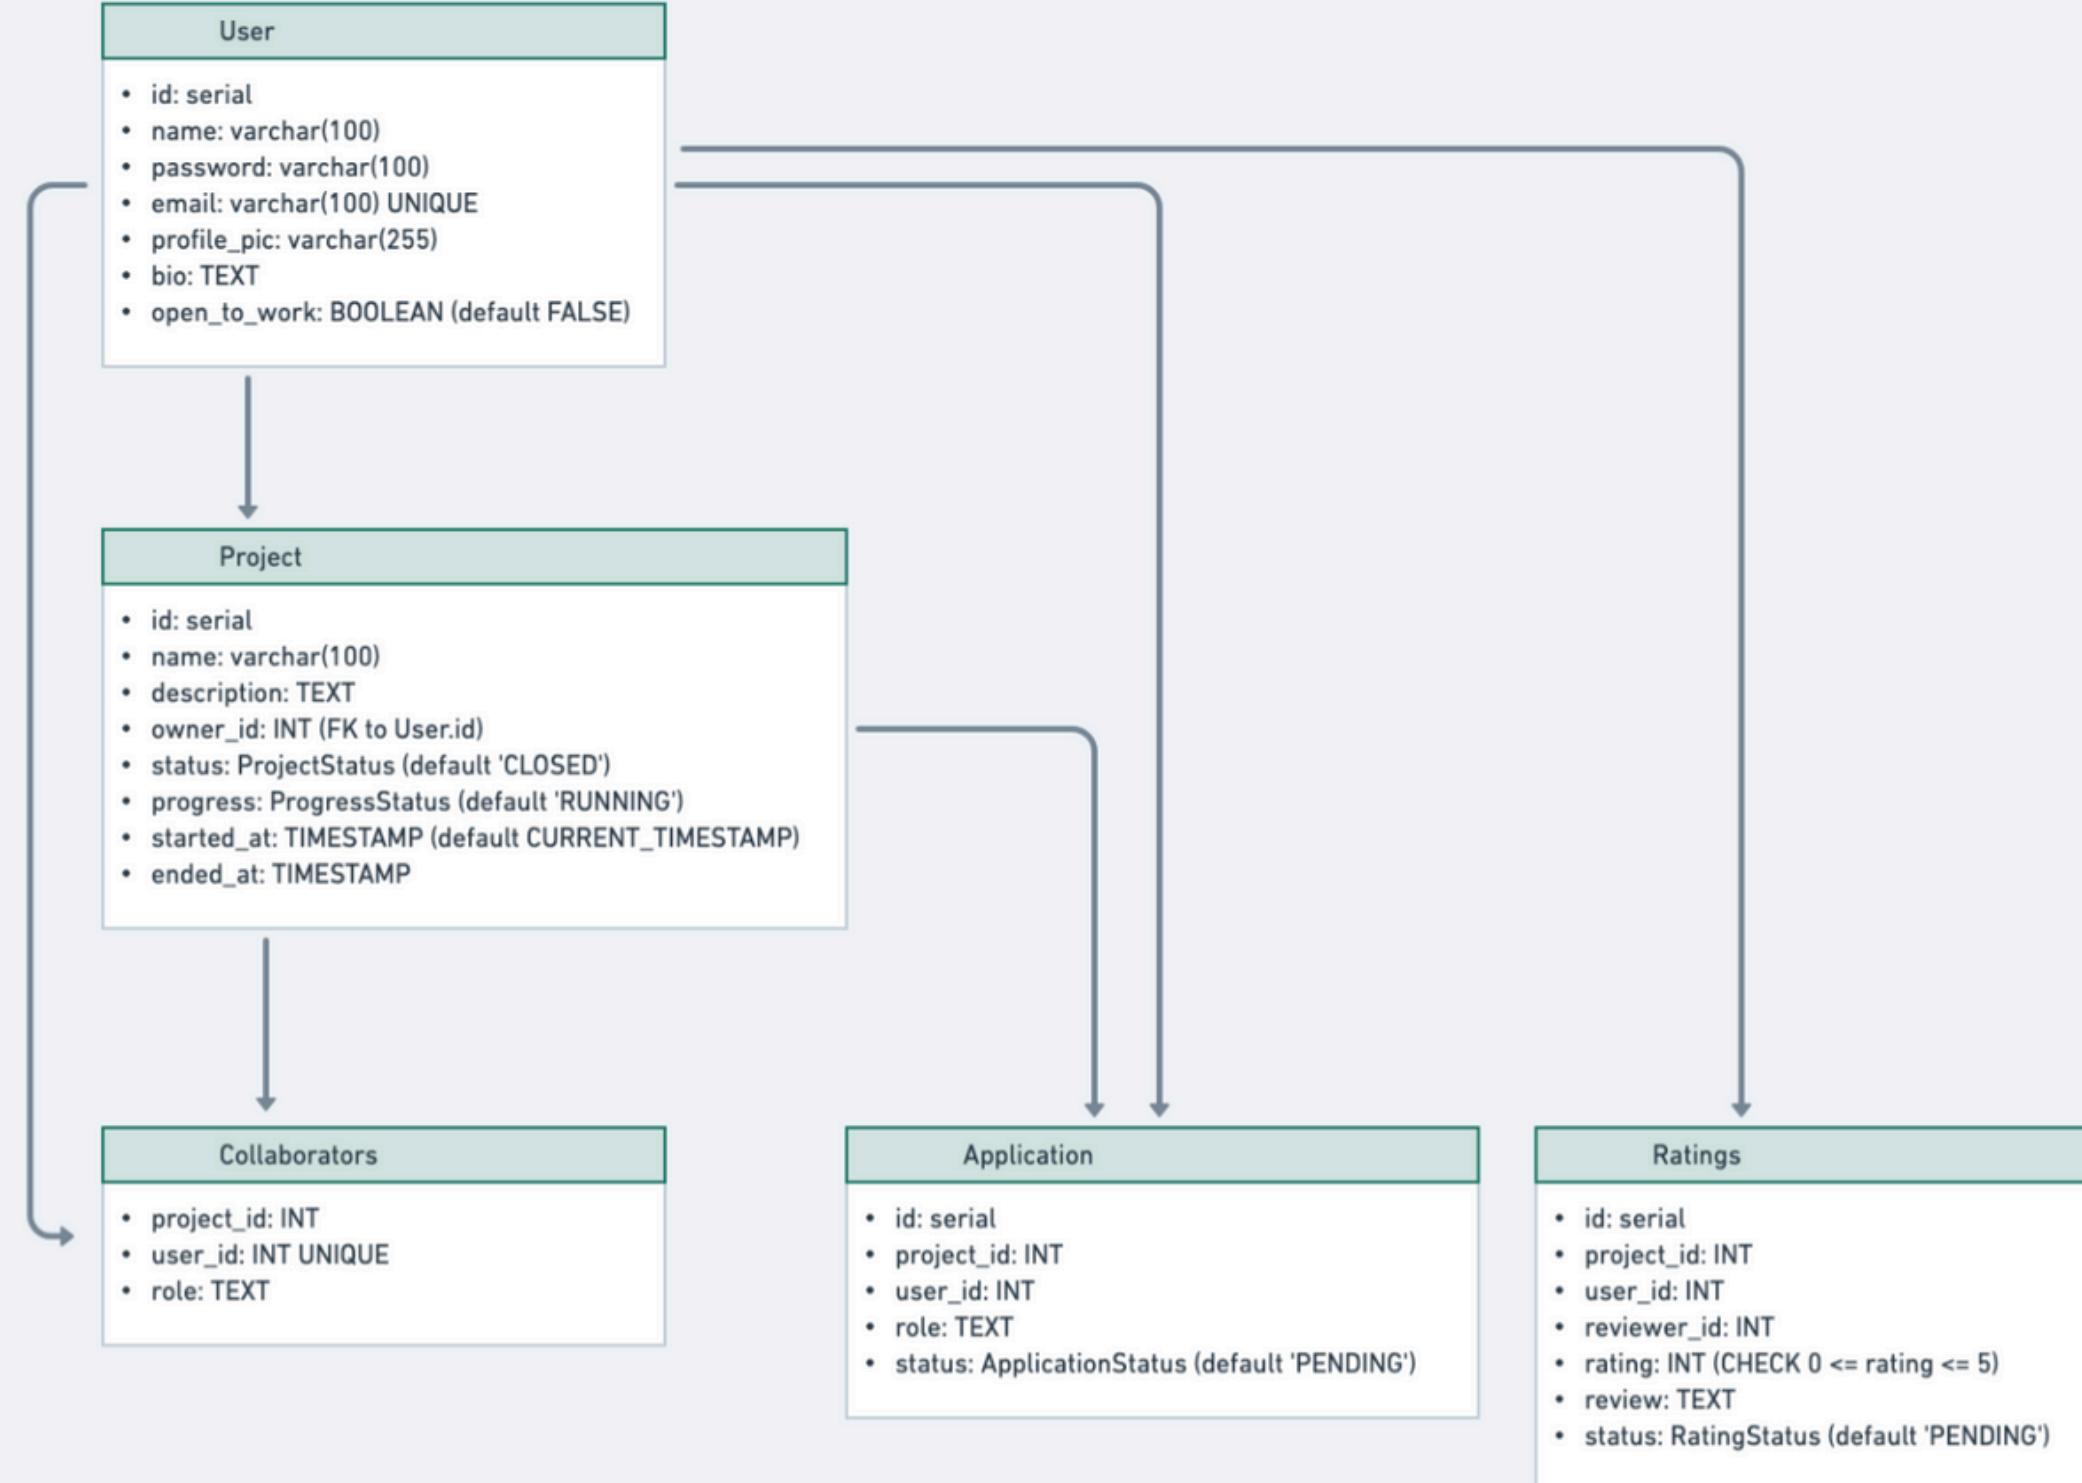 User
• id: serial
• name: varchar(100)
• password: varchar(100)
• email: varchar(100) UNIQUE
• profile_pic: varchar(255)
• bio: TEXT
• open_to_work: BOOLEAN (default FALSE)
Project
• id: serial
• name: varchar(100)
• description: TEXT
• owner_id: INT (FK to User.id)
• status: ProjectStatus (default 'CLOSED')
• progress: ProgressStatus (default 'RUNNING')
• started_at: TIMESTAMP (default CURRENT_TIMESTAMP)
• ended_at: TIMESTAMP
Collaborators
• project_id: INT
• user_id: INT UNIQUE
• role: TEXT
Application
• id: serial
• project_id: INT
• user_id: INT
• role: TEXT
• status: ApplicationStatus (default 'PENDING')
Ratings
• id: serial
• project_id: INT
• user_id: INT
• reviewer_id: INT
• rating: INT (CHECK 0 <= rating <= 5)
• review: TEXT
• status: RatingStatus (default 'PENDING')